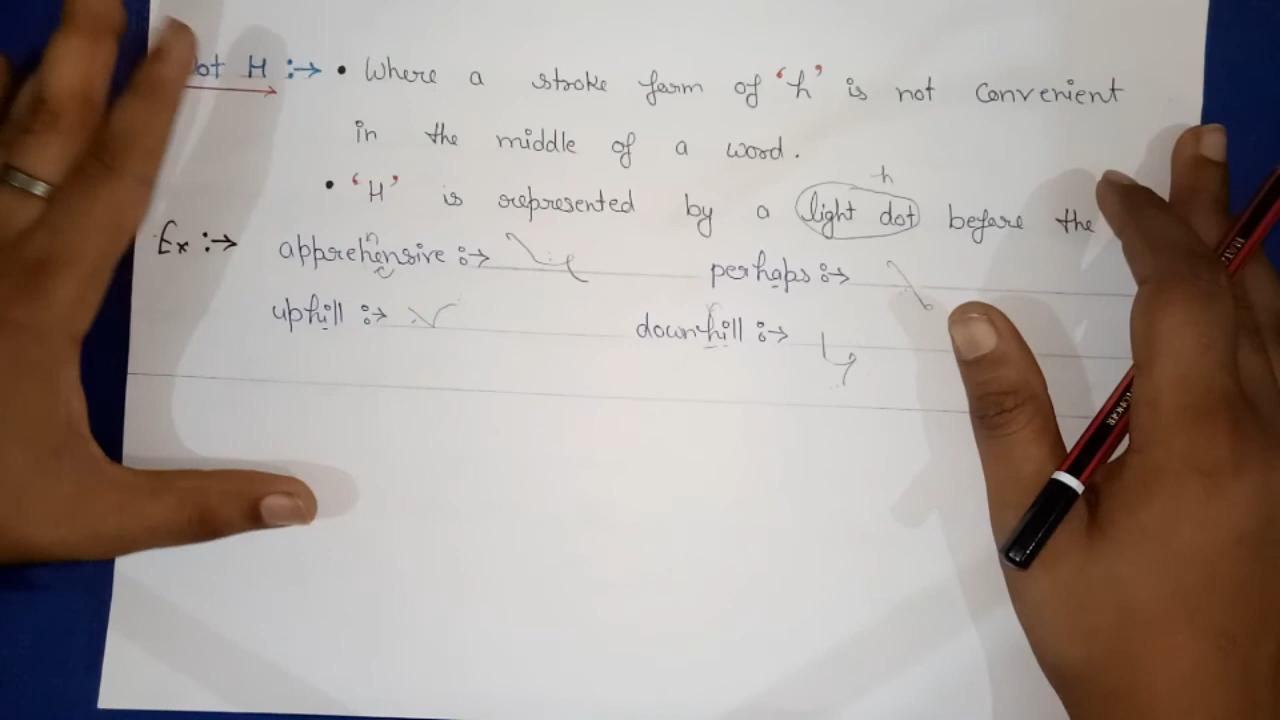 ot H :→ • Where a stroke form of 'h' is not convenient
in the middle of a word.
h
• 'H' is represented by a light dot before the
Ex :→ apprehensive :→ perhaps :→
uphill :→ downhill :→